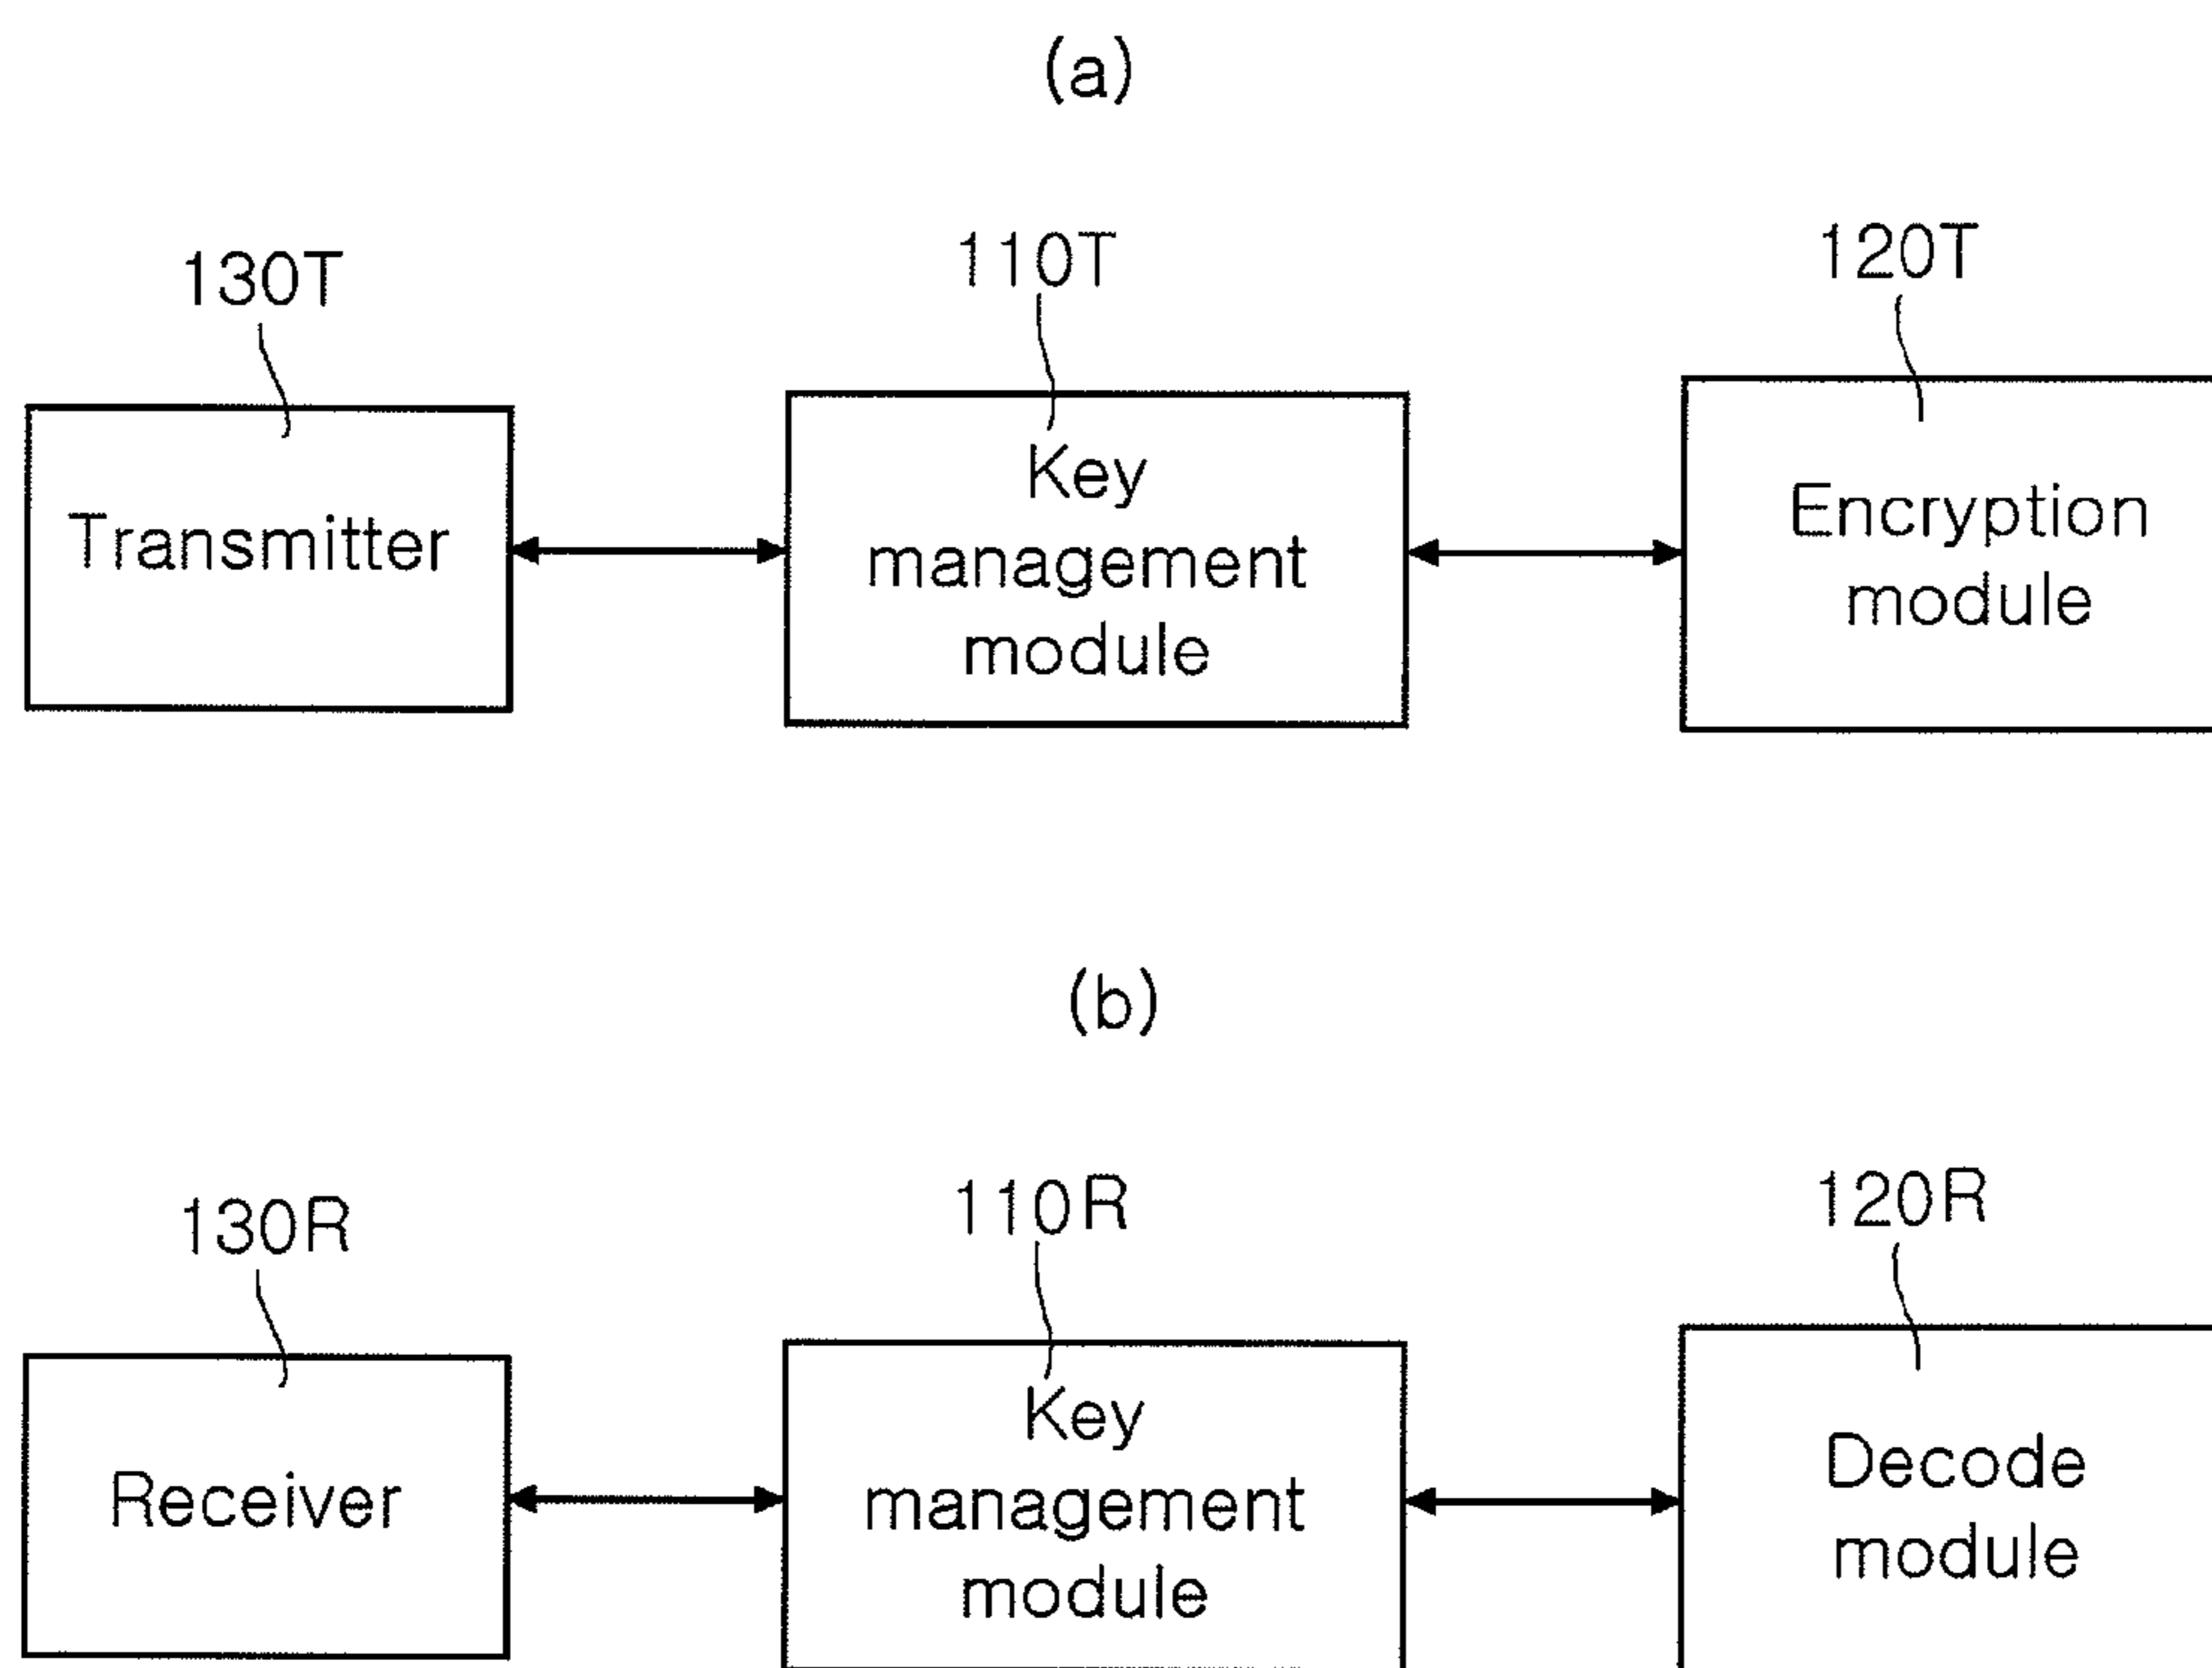 (a)
130T
110T
120T
Transmitter
Key
management
module
Encryption
module
(b)
130R
110R
120R
Receiver
Key
management
module
Decode
module